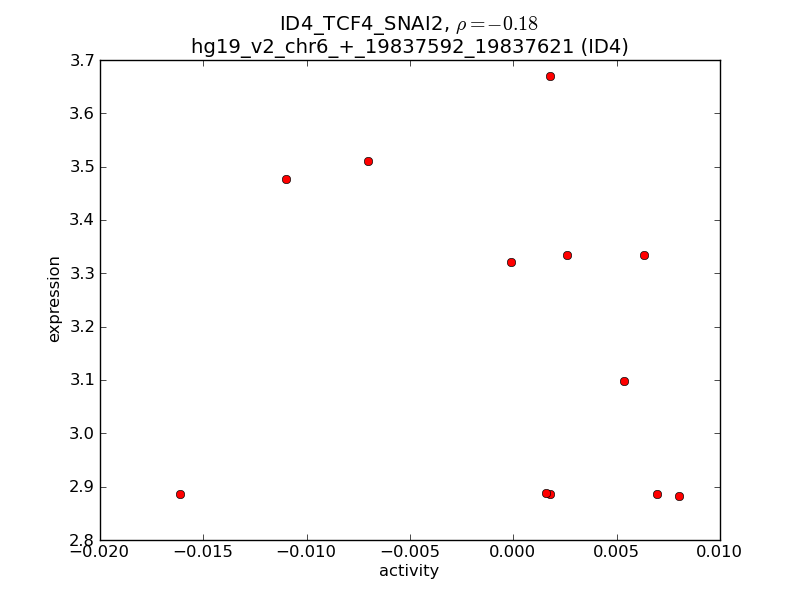 ID4_TCF4_SNAI2, ρ = −0.18
hg19_v2_chr6_+_19837592_19837621 (ID4)
3.7
3.6
3.5
3.4
3.3
3.2
3.1
3.0
2.9
2.8
expression
−0.020 −0.015 −0.010 −0.005 0.000 0.005 0.010
activity